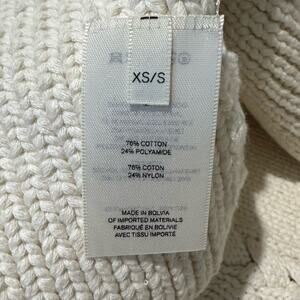 XS/S
76% COTTON
24% POLYAMIDE
76% COTON
24% NYLON
MADE IN BOLIVIA
OF IMPORTED MATERIALS
FABRIQUÉ EN BOLIVIE
AVEC TISSU IMPORTÉ